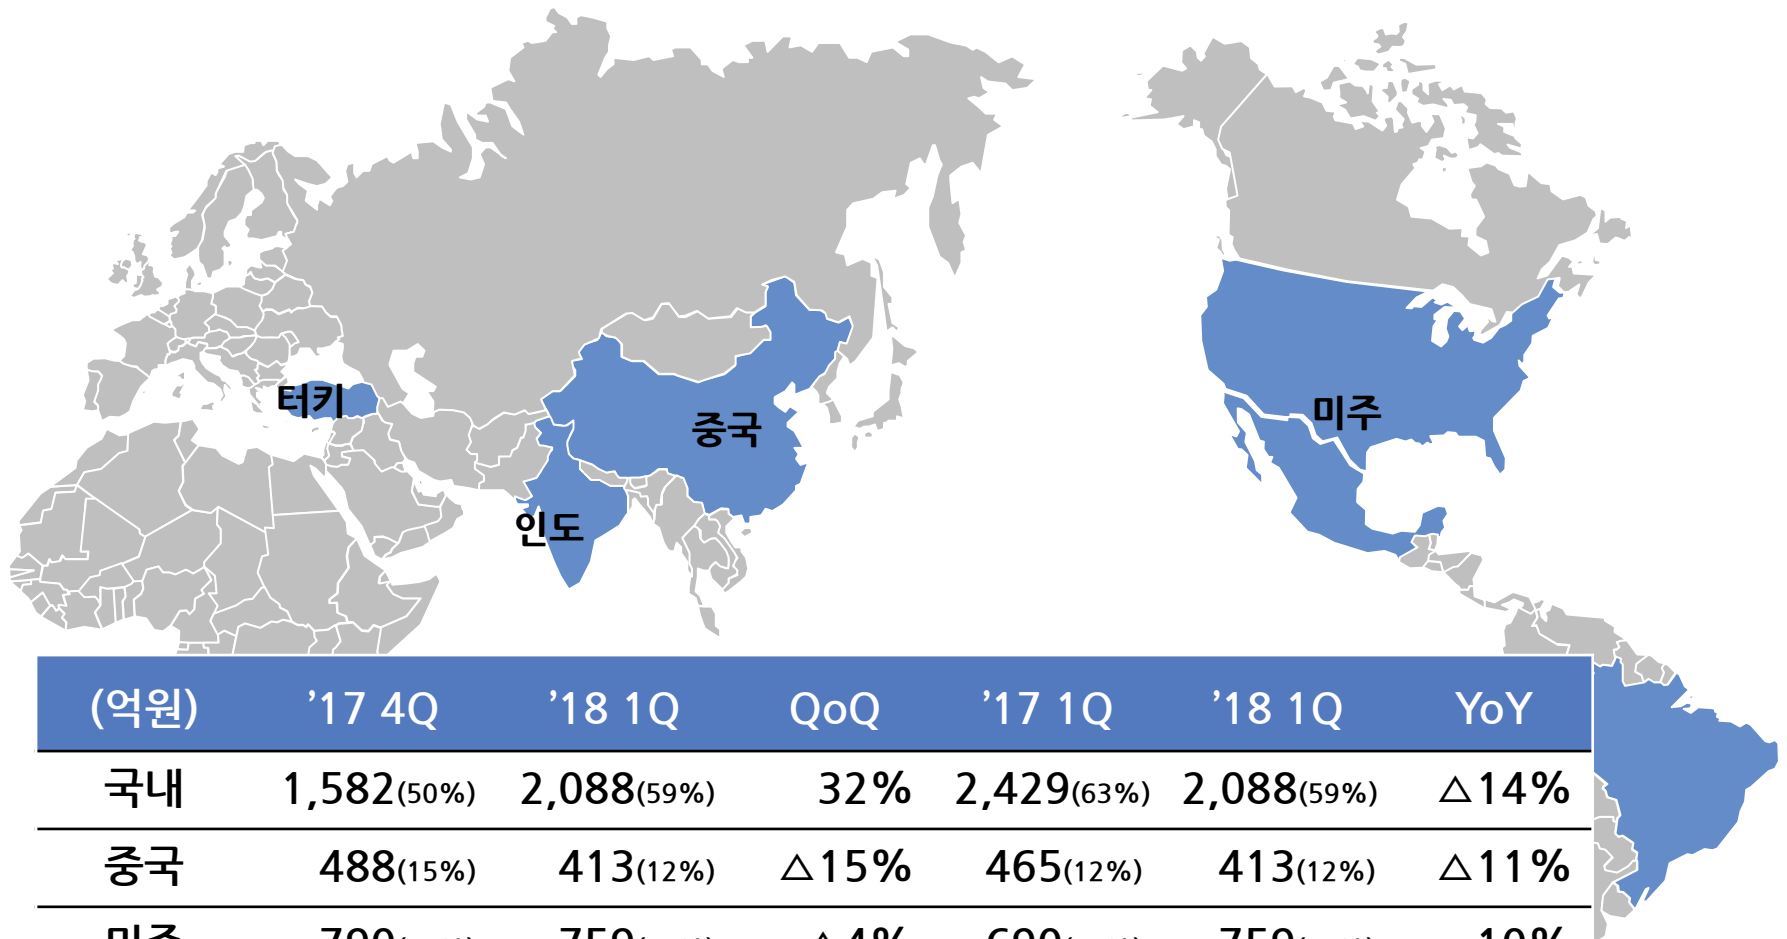 터키
중국
미주
인도
(억원) ’17 4Q ’18 1Q QoQ ’17 1Q ’18 1Q YoY
국내 1,582(50%) 2,088(59%) 32% 2,429(63%) 2,088(59%) △14%
중국 488(15%) 413(12%) △15% 465(12%) 413(12%) △11%
미주